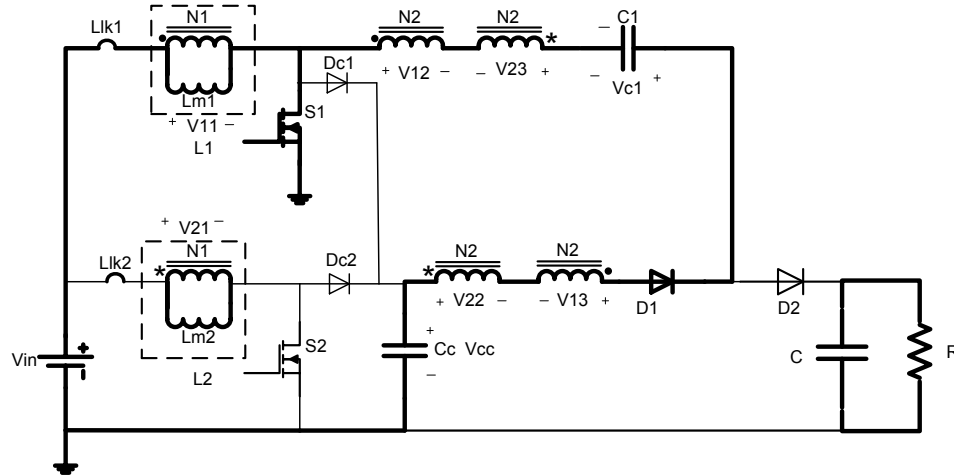 N1
N2
N2
C1
Llk1
•
•
*
–
Dc1
+ V12 –
– V23 +
– +
Vc1
Lm1
S1
+ V11 –
L1
+ V21 –
N1
Dc2
N2
N2
Llk2
*
*
•
+ V22 –
– V13 +
D1
D2
Lm2
S2
+
Cc Vcc
–
Vin
+
L2
C
R